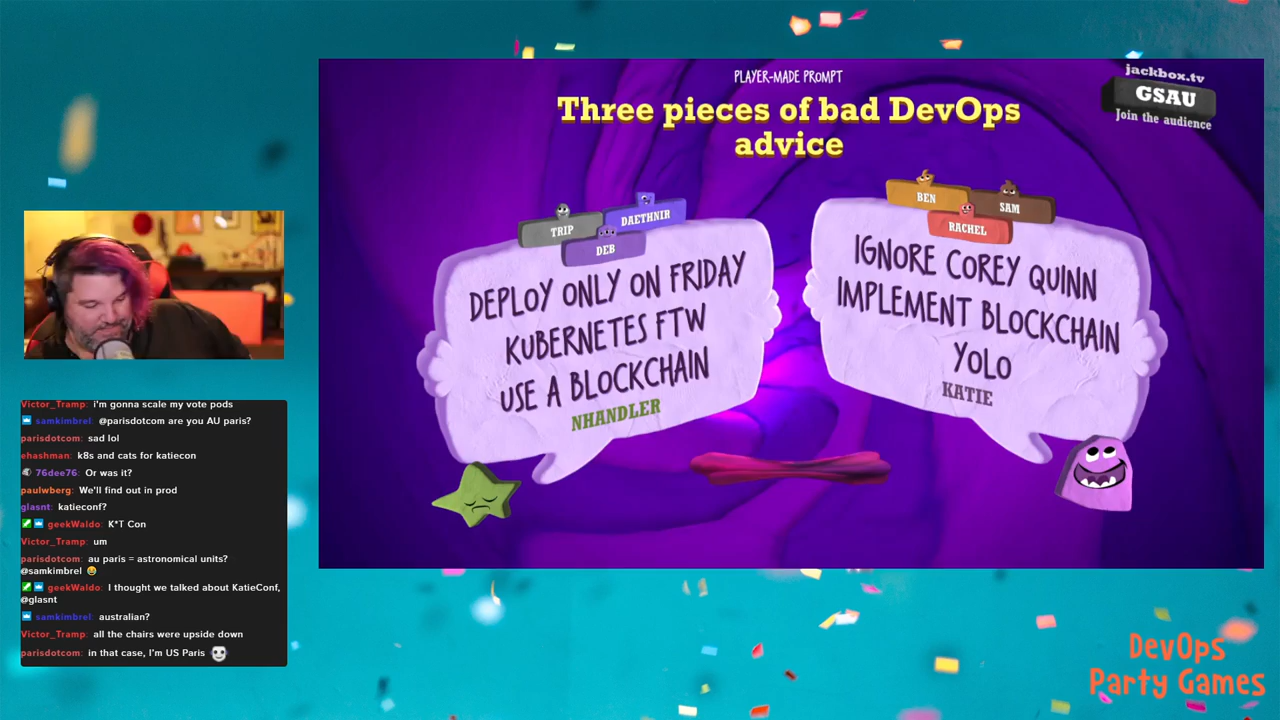 PLAYER-MADE PROMPT
Three pieces of bad DevOps
advice
jackbox.tv
GSAU
Join the audience
TRIP
DAETHNIR
DEB
DEPLOY ONLY ON FRIDAY
KUBERNETES FTW
USE A BLOCKCHAIN
NHANDLER
BEN
SAM
RACHEL
IGNORE COREY QUINN
IMPLEMENT BLOCKCHAIN
YOLO
KATIE
Victor_Tramp: i'm gonna scale my vote pods
samkimbrel: @parisdotcom are you AU paris?
parisdotcom: sad lol
ehashman: k8s and cats for katiecon
76dee76: Or was it?
paulwberg: We'll find out in prod
glasnt: katieconf?
geekWaldo: K*T Con
Victor_Tramp: um
parisdotcom: au paris = astronomical units?
@samkimbrel
geekWaldo: I thought we talked about KatieConf,
@glasnt
samkimbrel: australian?
Victor_Tramp: all the chairs were upside down
parisdotcom: in that case, I'm US Paris
DevOps
Party Games